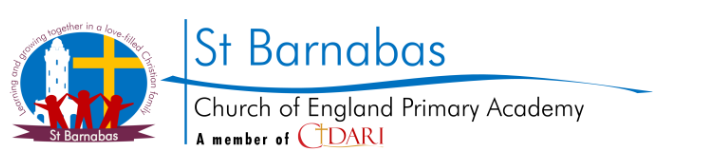 Learning and growing together in a love-filled Christian family
St Barnabas
St Barnabas
Church of England Primary Academy
A member of CIDARI